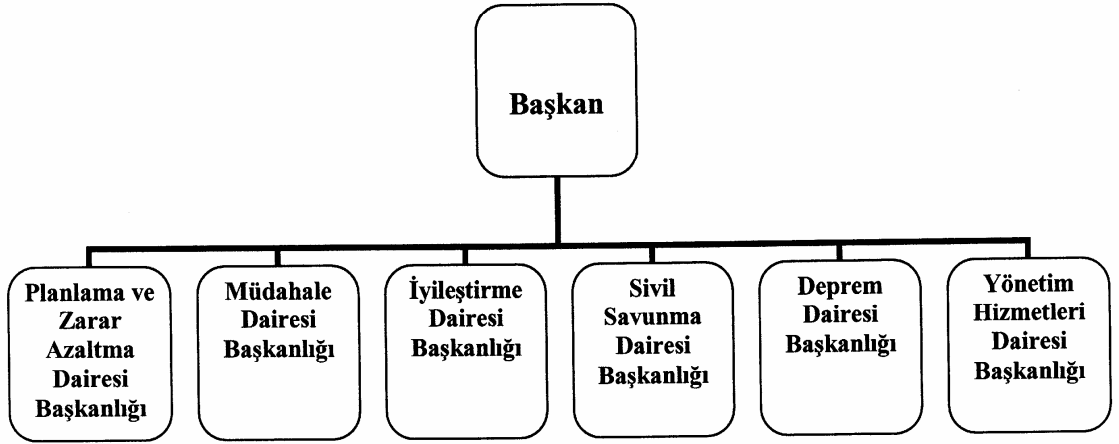 Başkan
Planlama ve
Zarar
Azaltma
Dairesi
Başkanlığı
Müdahale
Dairesi
Başkanlığı
İyileştirme
Dairesi
Başkanlığı
Sivil
Savunma
Dairesi
Başkanlığı
Deprem
Dairesi
Başkanlığı
Yönetim
Hizmetleri
Dairesi
Başkanlığı